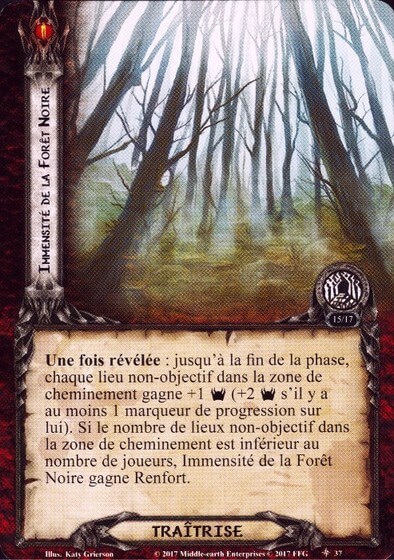 Immensité de la Forêt Noire
15/17
Une fois révélée : jusqu'à la fin de la phase,
chaque lieu non-objectif dans la zone de
cheminement gagne +1 (+2 s'il y a
au moins 1 marqueur de progression sur
lui). Si le nombre de lieux non-objectif dans
la zone de cheminement est inférieur au
nombre de joueurs, Immensité de la Forêt
Noire gagne Renfort.
TRAÎTRISE
Illus. Katy Grierson © 2017 Middle-earth Enterprises © 2017 FFG 37